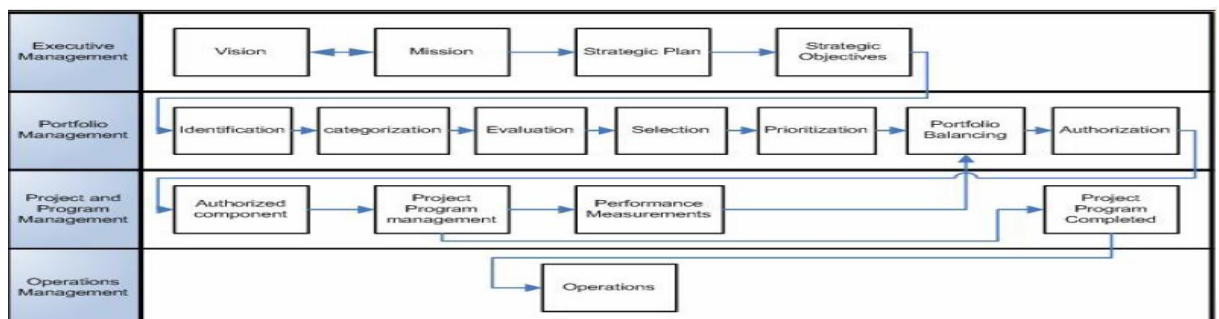 Executive
Management
Vision
Mission
Strategic Plan
Strategic
Objectives
Portfolio
Management
Identification
categorization
Evaluation
Selection
Prioritization
Portfolio
Balancing
Authorization
Project and
Program
Management
Authorized
component
Project
Program
management
Performance
Measurements
Project
Program
Completed
Operations
Management
Operations